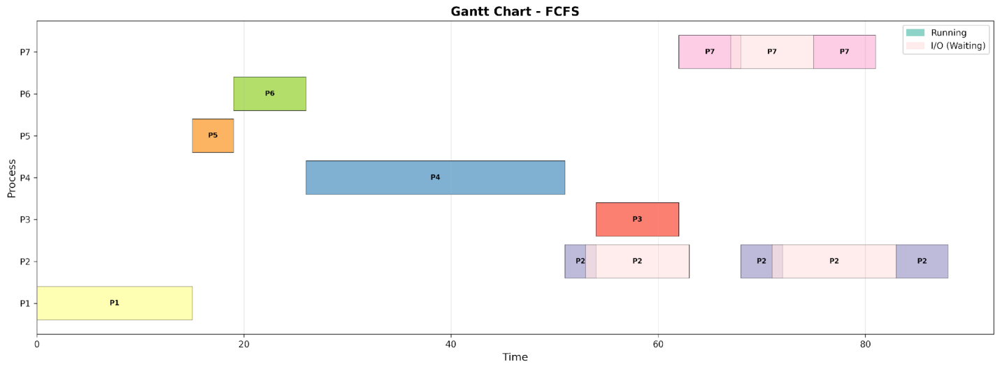 Gantt Chart - FCFS
Running
I/O (Waiting)
P7
P7
P7
P7
P6
P6
P5
P5
P4
P4
P3
P3
P2
P2
P2
P2
P2
P2
P1
P1
Process
0
20
40
60
80
Time